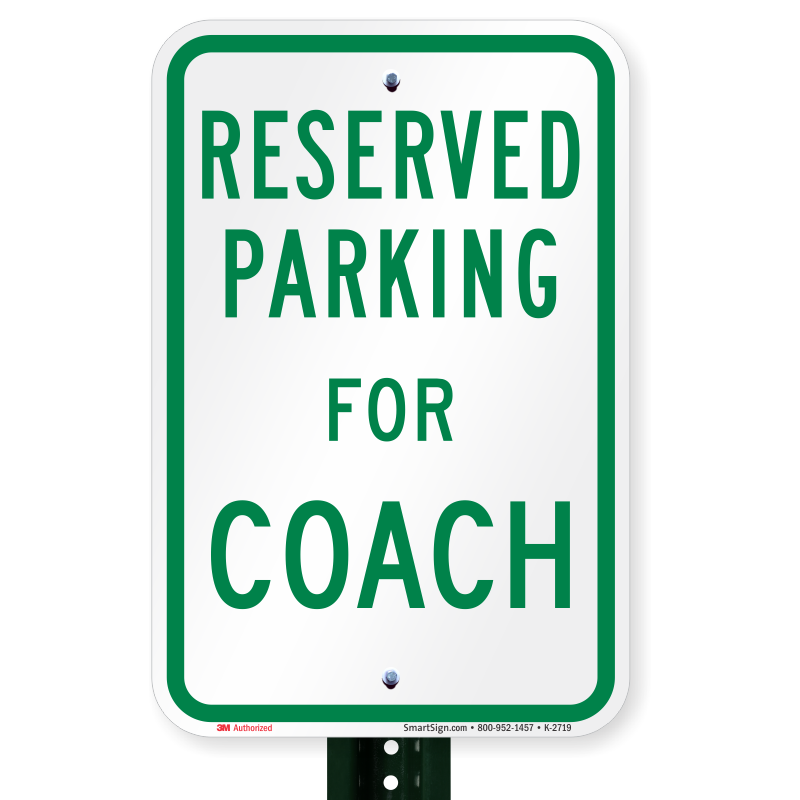 RESERVED
PARKING
FOR
COACH
3M Authorized
SmartSign.com • 800-952-1457 • K-2719